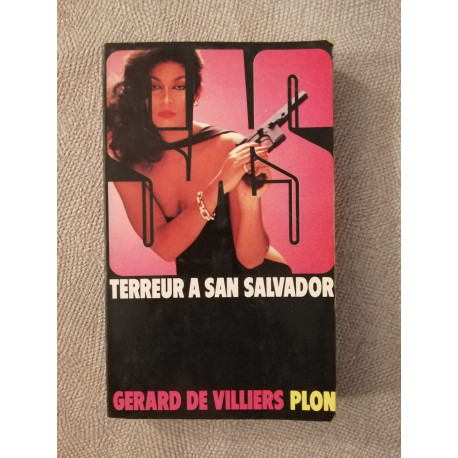 SAS
TERREUR A SAN SALVADOR
GERARD DE VILLIERS PLON